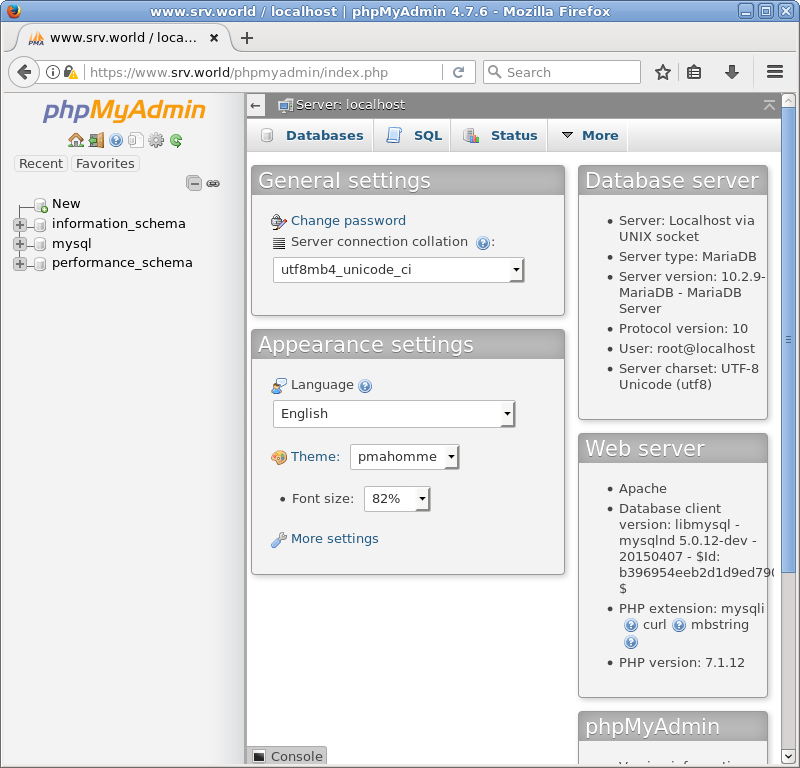 www.srv.world / localhost | phpMyAdmin 4.7.6 - Mozilla Firefox
www.srv.world / loca...
https://www.srv.world/phpmyadmin/index.php
Search
phpMyAdmin
Recent
Favorites
New
information_schema
mysql
performance_schema
Server: localhost
Databases
SQL
Status
More
General settings
Change password
Server connection collation :
utf8mb4_unicode_ci
Appearance settings
Language
English
Theme: pmahomme
Font size: 82%
More settings
Database server
Server: Localhost via
UNIX socket
Server type: MariaDB
Server version: 10.2.9-
MariaDB - MariaDB
Server
Protocol version: 10
User: root@localhost
Server charset: UTF-8
Unicode (utf8)
Web server
Apache
Database client
version: libmysql -
mysqlnd 5.0.12-dev -
20150407 - $Id:
b396954eeb2d1d9ed790
$
PHP extension: mysqli
curl mbstring
PHP version: 7.1.12
phpMyAdmin
Console